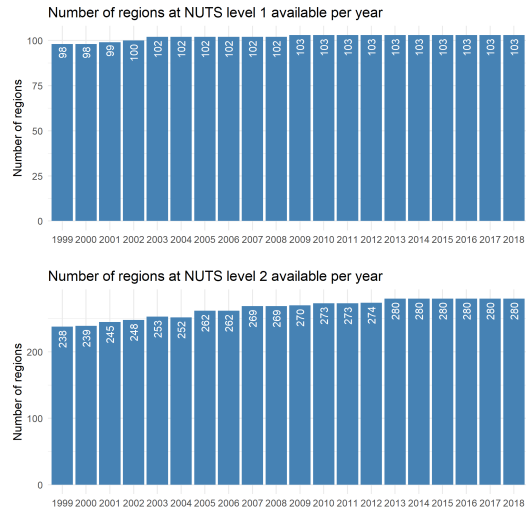 Number of regions at NUTS level 1 available per year
Number of regions
100
75
50
25
0
98 98 99 100 102 102 102 102 102 102 103 103 103 103 103 103 103 103 103 103
1999 2000 2001 2002 2003 2004 2005 2006 2007 2008 2009 2010 2011 2012 2013 2014 2015 2016 2017 2018
Number of regions at NUTS level 2 available per year
Number of regions
200
100
0
238 239 245 248 253 252 262 262 269 269 270 273 273 274 280 280 280 280 280 280
1999 2000 2001 2002 2003 2004 2005 2006 2007 2008 2009 2010 2011 2012 2013 2014 2015 2016 2017 2018